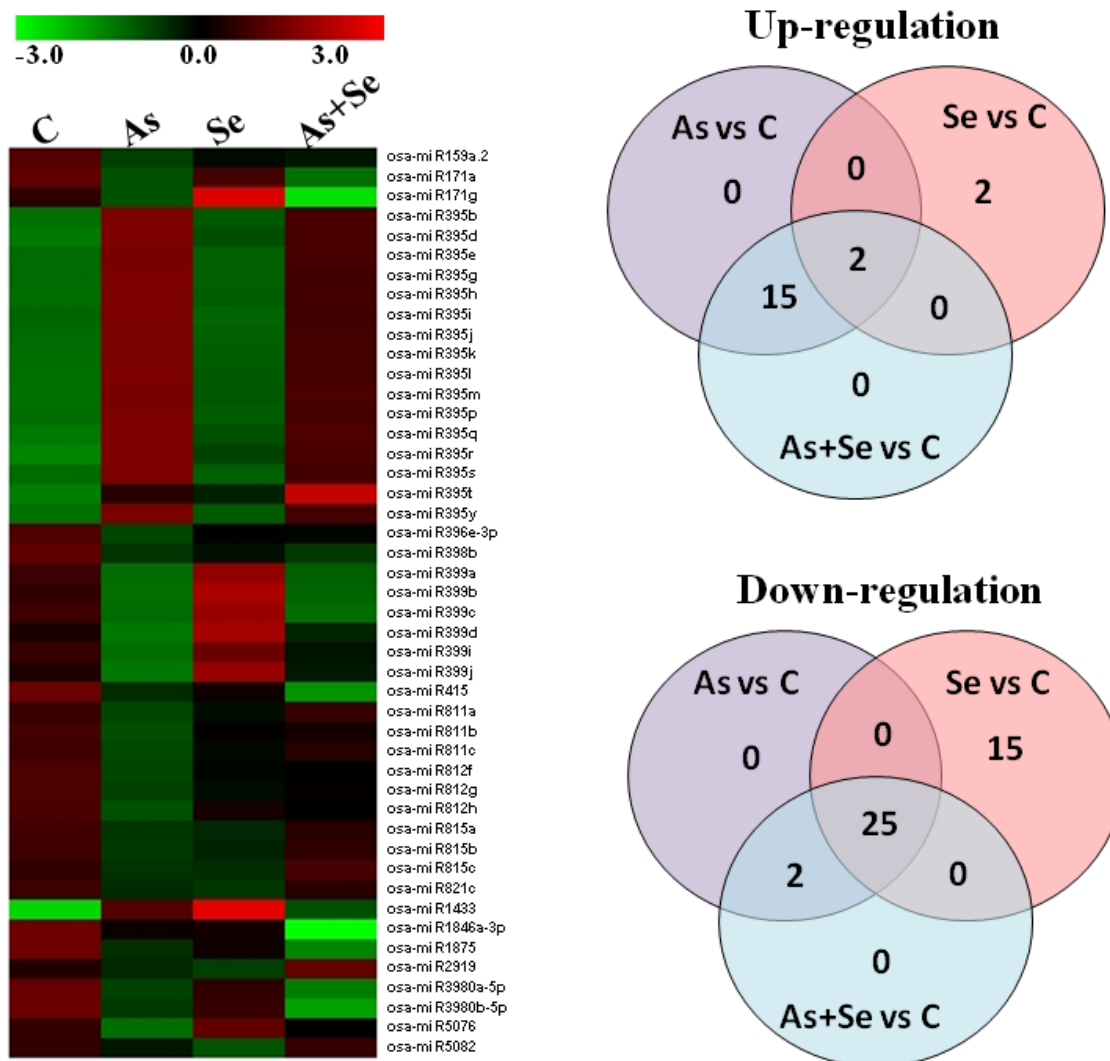 -3.0 0.0 3.0
C As Se As+Se
osa-miR159a.2
osa-miR171a
osa-miR171g
osa-miR395b
osa-miR395d
osa-miR395e
osa-miR395g
osa-miR395h
osa-miR395i
osa-miR395j
osa-miR395k
osa-miR395l
osa-miR395m
osa-miR395p
osa-miR395q
osa-miR395r
osa-miR395s
osa-miR395t
osa-miR395y
osa-miR396e-3p
osa-miR398b
osa-miR399a
osa-miR399b
osa-miR399c
osa-miR399d
osa-miR399i
osa-miR399j
osa-miR415
osa-miR811a
osa-miR811b
osa-miR811c
osa-miR812f
osa-miR812g
osa-miR812h
osa-miR815a
osa-miR815b
osa-miR815c
osa-miR821c
osa-miR1433
osa-miR1846a-3p
osa-miR1875
osa-miR2919
osa-miR3980a-5p
osa-miR3980b-5p
osa-miR5076
osa-miR5082
Up-regulation
As vs C
Se vs C
0
0
2
2
15
0
0
As+Se vs C
Down-regulation
As vs C
Se vs C
0
0
15
25
2
0
0
As+Se vs C